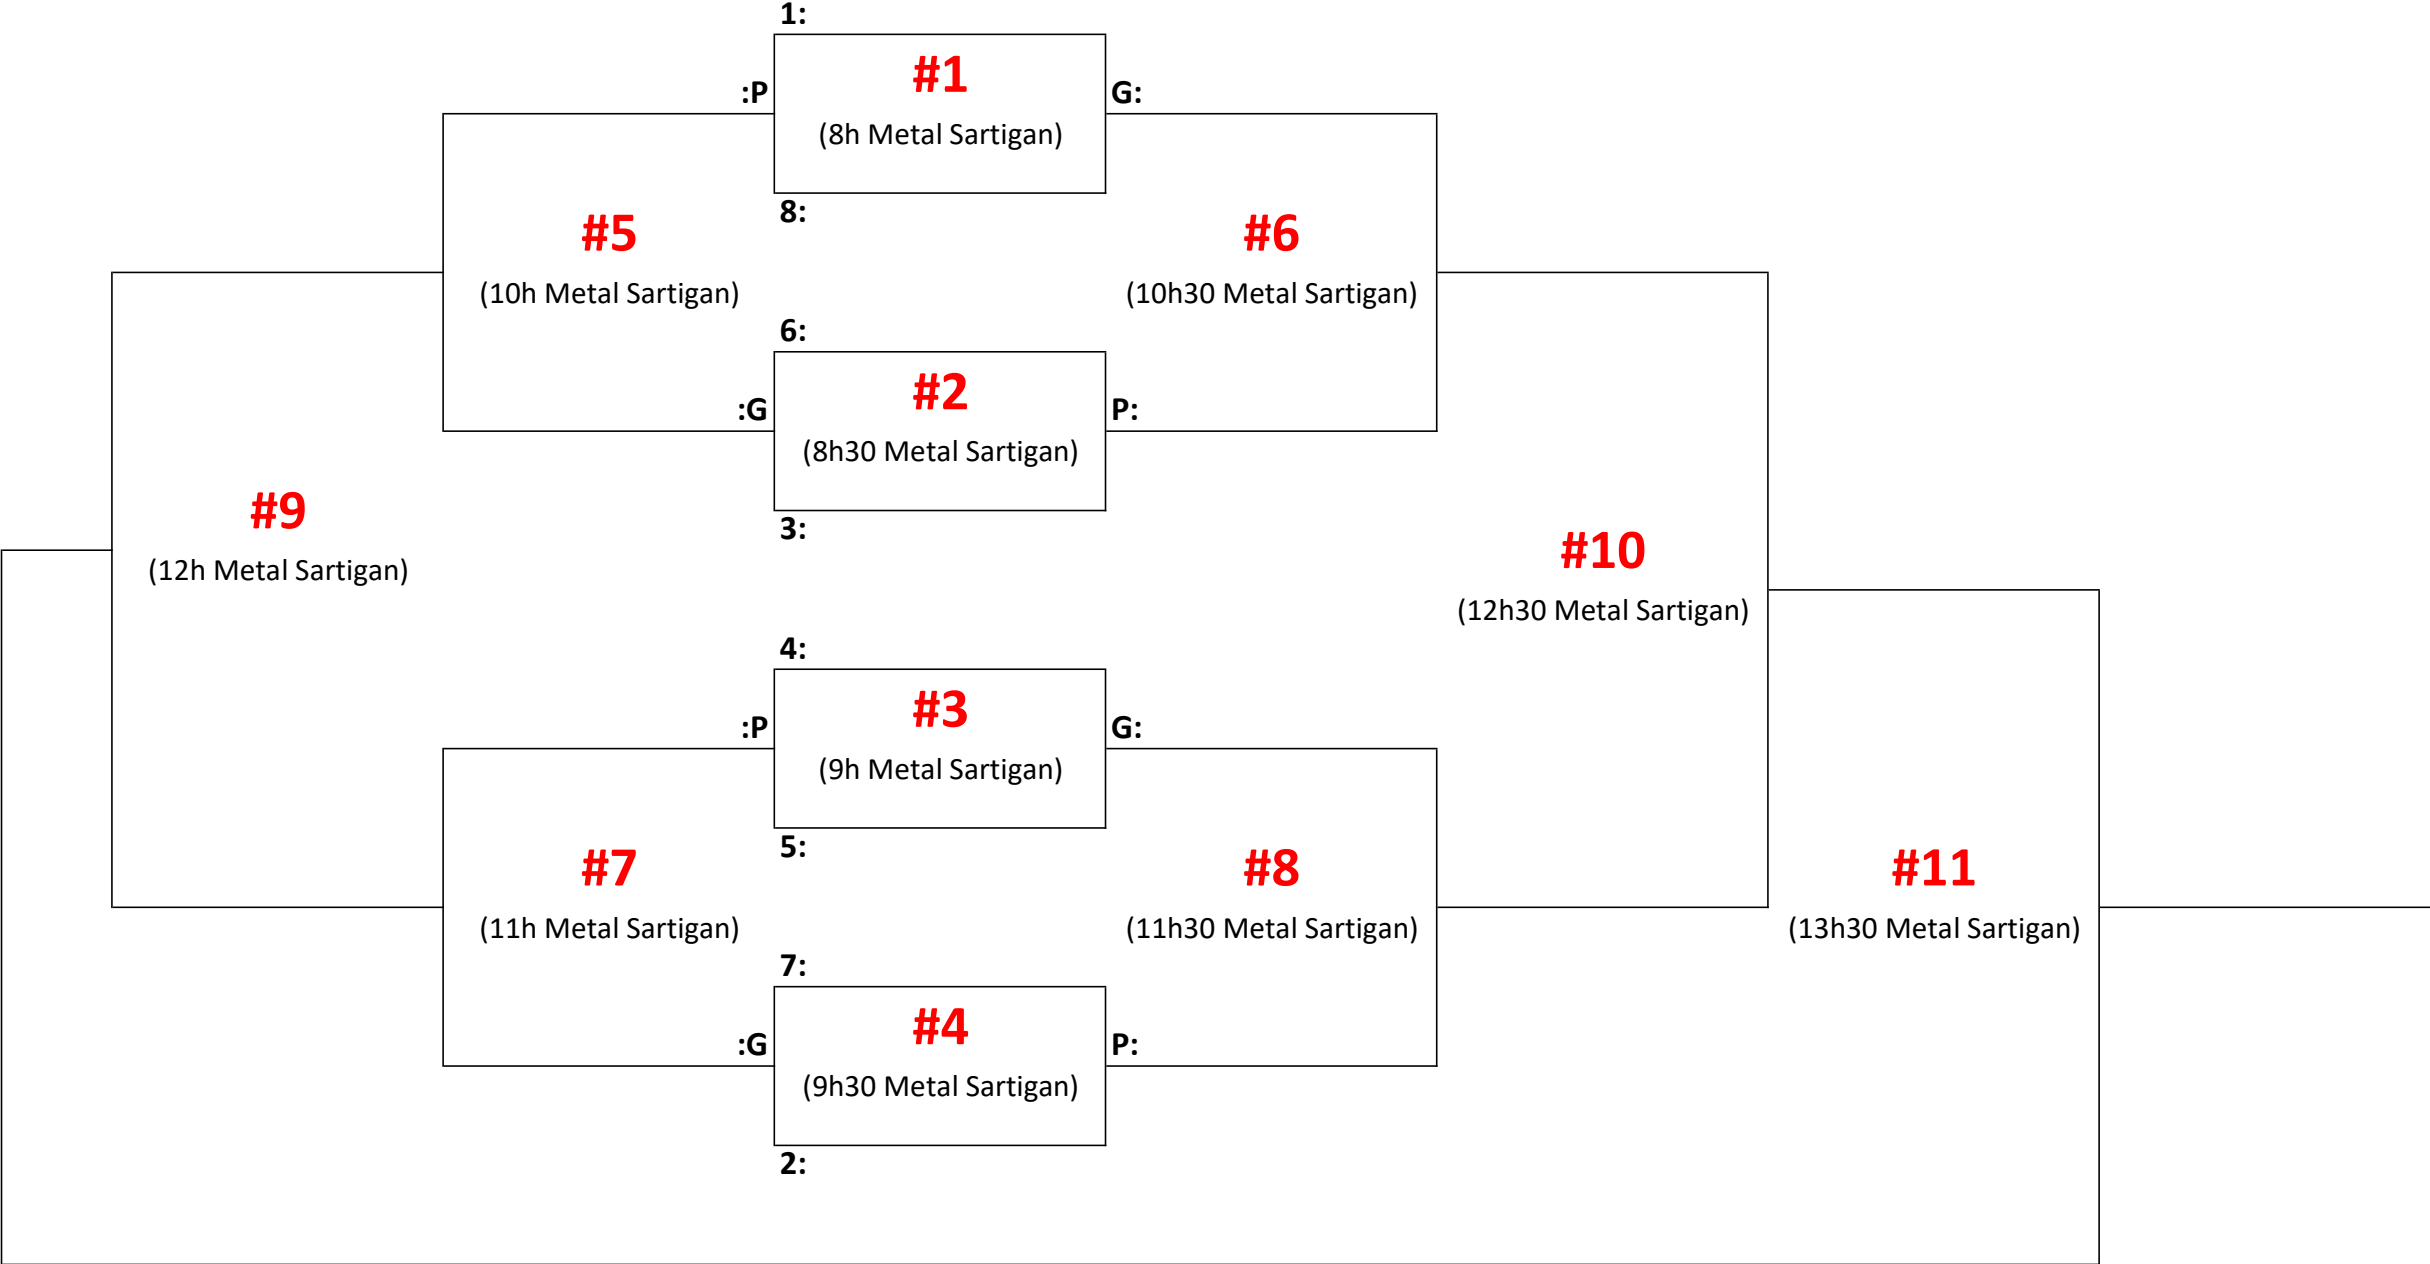 1:
#1
:P
G:
(8h Metal Sartigan)
8:
#5
#6
(10h Metal Sartigan)
(10h30 Metal Sartigan)
6:
#2
:G
P:
(8h30 Metal Sartigan)
3:
#9
(12h Metal Sartigan)
#10
(12h30 Metal Sartigan)
4:
#3
:P
G:
(9h Metal Sartigan)
5:
#7
#8
#11
(11h Metal Sartigan)
(11h30 Metal Sartigan)
(13h30 Metal Sartigan)
7:
#4
:G
P:
(9h30 Metal Sartigan)
2: